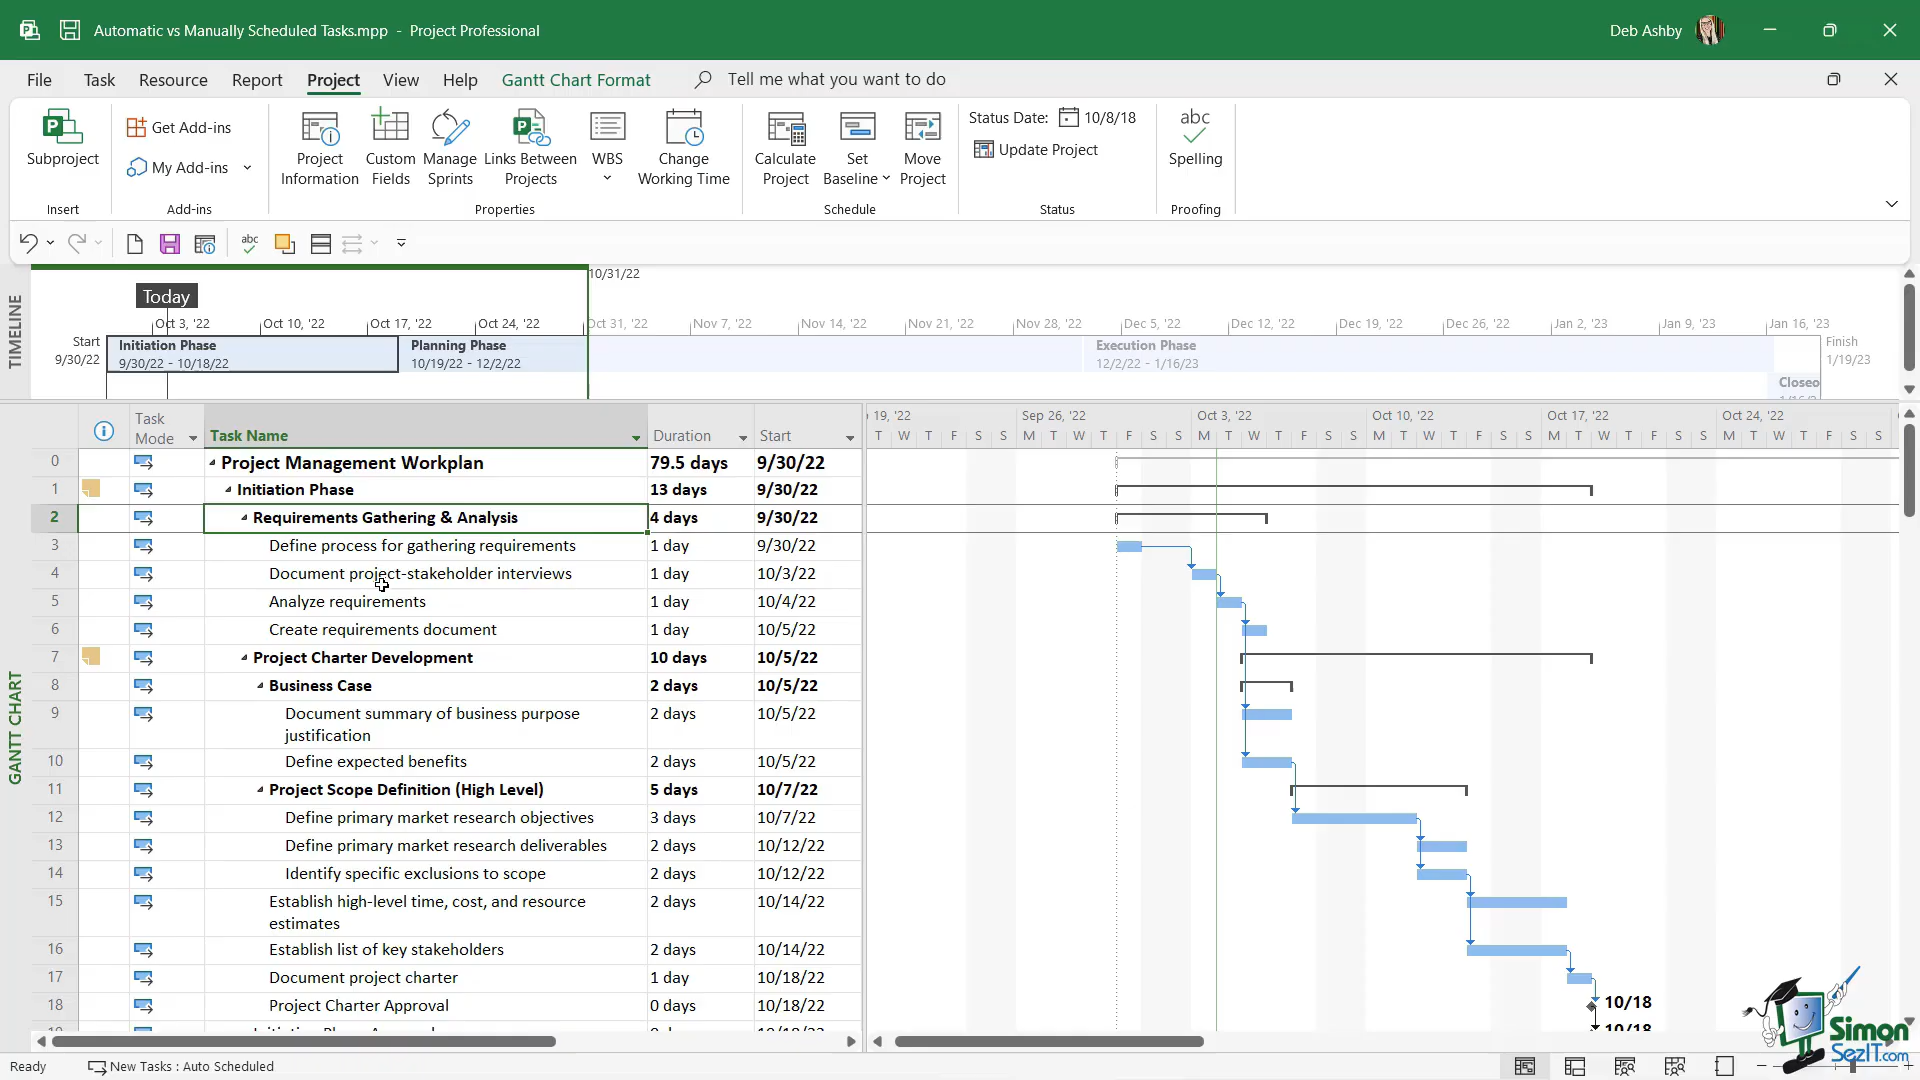 Automatic vs Manually Scheduled Tasks.mpp - Project Professional
Deb Ashby
File Task Resource Report Project View Help Gantt Chart Format Tell me what you want to do
Subproject
Insert
Get Add-ins
My Add-ins
Add-ins
Project Information
Custom Fields
Manage Sprints
Links Between Projects
WBS
Change Working Time
Properties
Calculate Project
Set Baseline
Move Project
Schedule
Status Date: 10/8/18
Update Project
Status
abc
Spelling
Proofing
abc
TIMELINE
10/31/22
Today
Oct 3, '22 Oct 10, '22 Oct 17, '22 Oct 24, '22 Oct 31, '22 Nov 7, '22 Nov 14, '22 Nov 21, '22 Nov 28, '22 Dec 5, '22 Dec 12, '22 Dec 19, '22 Dec 26, '22 Jan 2, '23 Jan 9, '23 Jan 16, '23
Start
9/30/22
Initiation Phase
9/30/22 - 10/18/22
Planning Phase
10/19/22 - 12/2/22
Execution Phase
12/2/22 - 1/16/23
Finish
1/19/23
Closeo
GANTT CHART
Task Mode Task Name Duration Start
19, '22 Sep 26, '22 Oct 3, '22 Oct 10, '22 Oct 17, '22 Oct 24, '22
T W T F S S M T W T F S S M T W T F S S M T W T F S S M T W T F S S M T W T F S S
0 Project Management Workplan 79.5 days 9/30/22
1 Initiation Phase 13 days 9/30/22
2 Requirements Gathering & Analysis 4 days 9/30/22
3 Define process for gathering requirements 1 day 9/30/22
4 Document project-stakeholder interviews 1 day 10/3/22
5 Analyze requirements 1 day 10/4/22
6 Create requirements document 1 day 10/5/22
7 Project Charter Development 10 days 10/5/22
8 Business Case 2 days 10/5/22
9 Document summary of business purpose justification 2 days 10/5/22
10 Define expected benefits 2 days 10/5/22
11 Project Scope Definition (High Level) 5 days 10/7/22
12 Define primary market research objectives 3 days 10/7/22
13 Define primary market research deliverables 2 days 10/12/22
14 Identify specific exclusions to scope 2 days 10/12/22
15 Establish high-level time, cost, and resource estimates 2 days 10/14/22
16 Establish list of key stakeholders 2 days 10/14/22
17 Document project charter 1 day 10/18/22
18 Project Charter Approval 0 days 10/18/22
10/18
10/18
Simon
SezIT.com
Ready New Tasks : Auto Scheduled